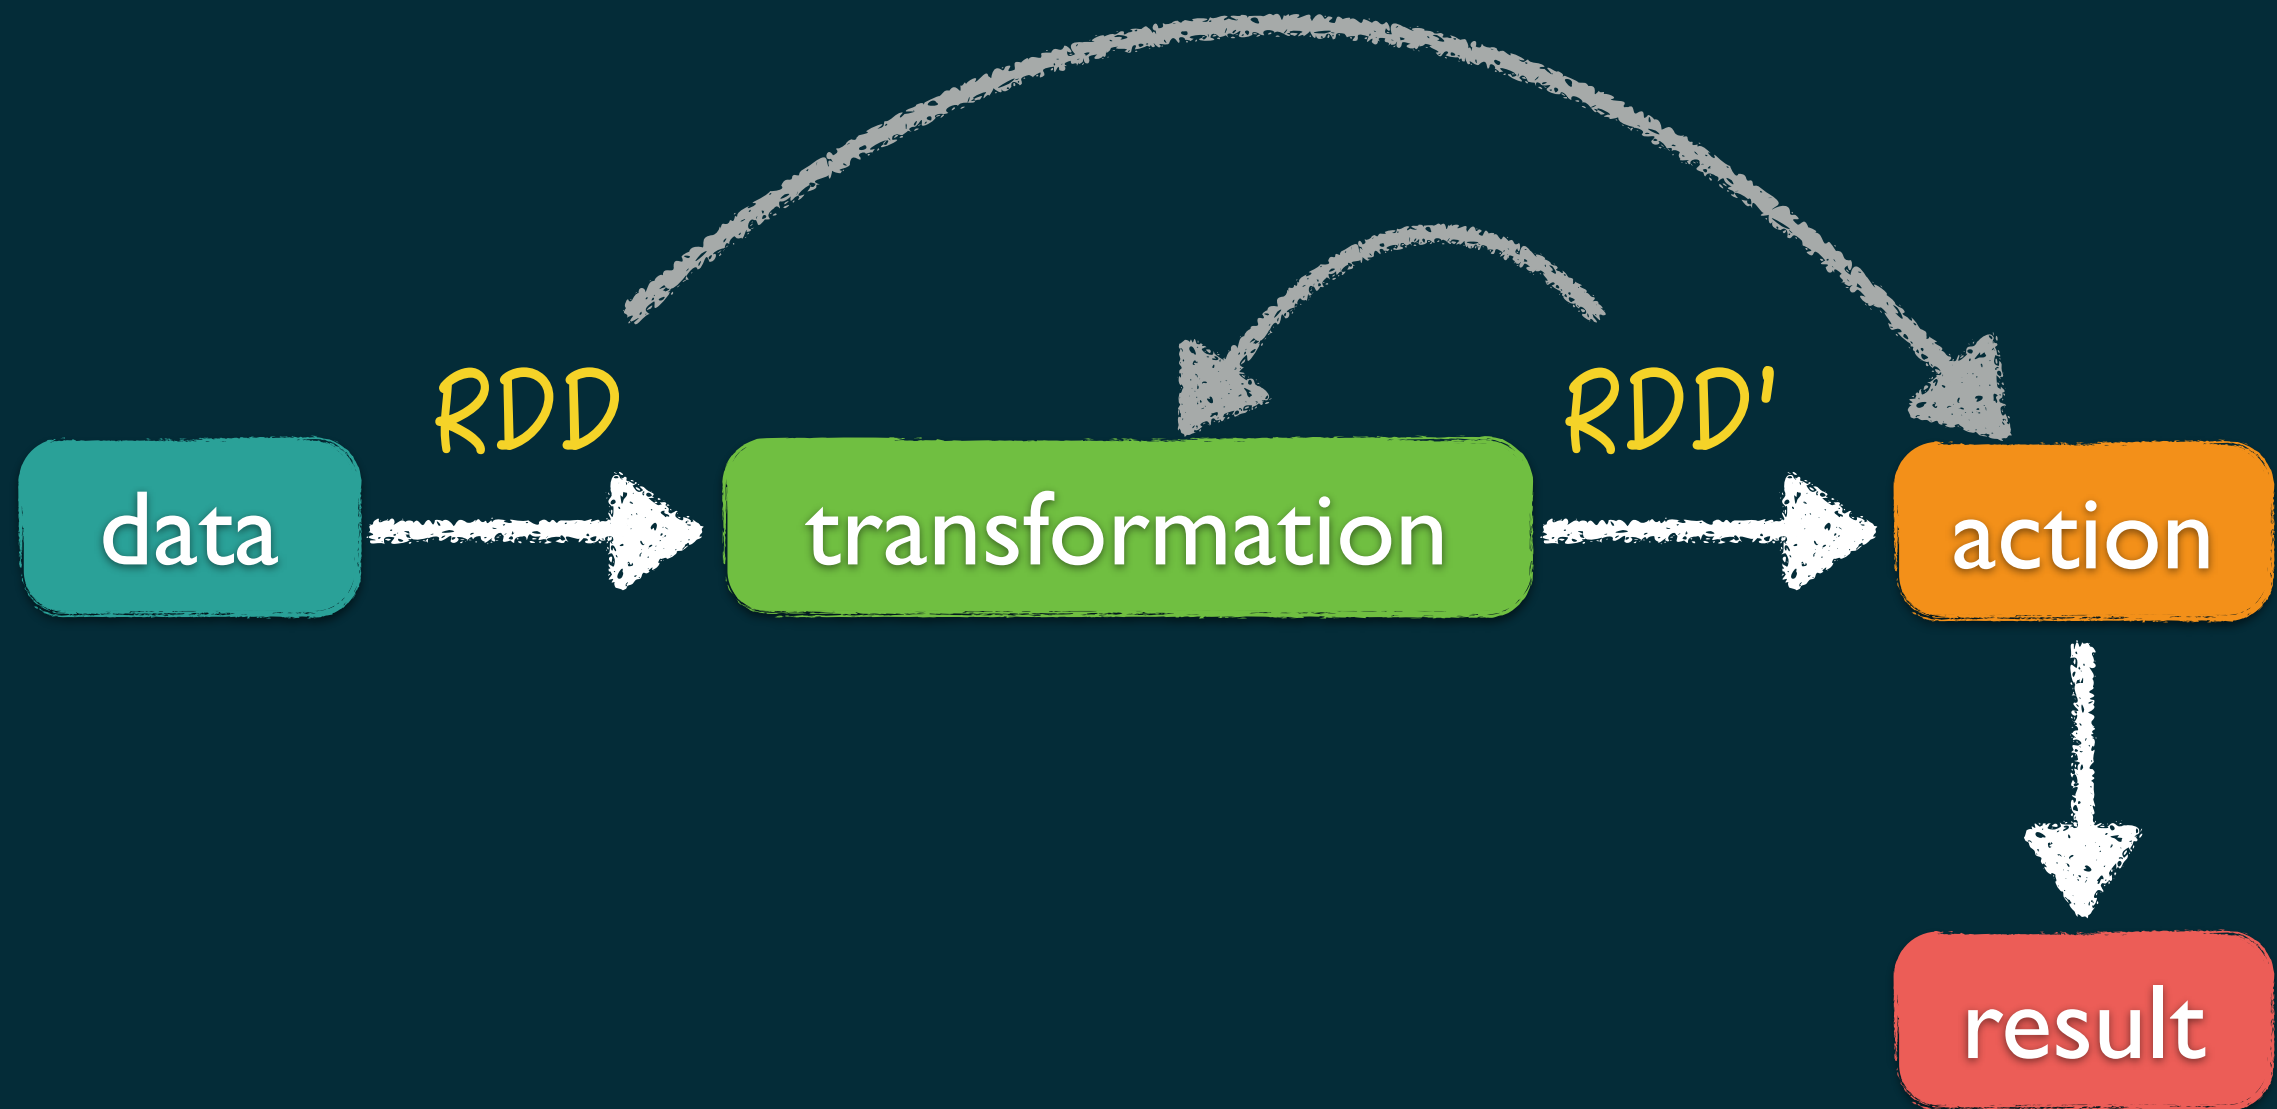 RDD
RDD'
data
transformation
action
result